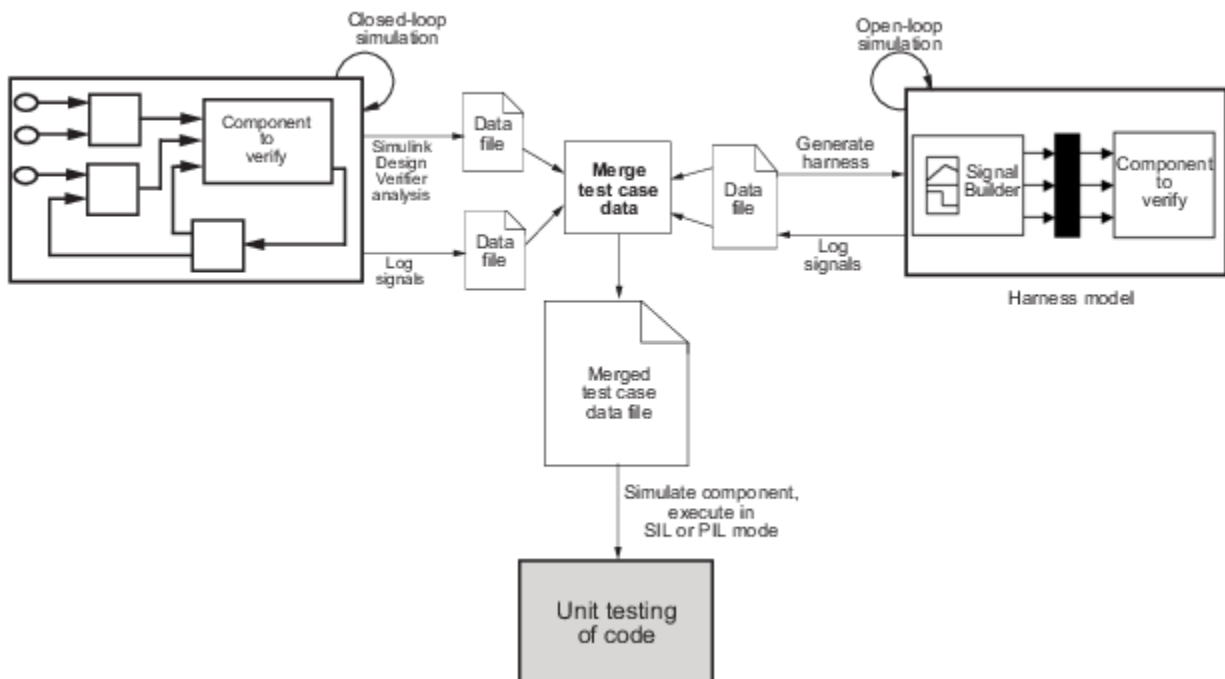 Closed-loop
simulation
Component
to
verify
Simulink
Design
Verifier
analysis
Log
signals
Data
file
Data
file
Merge
test case
data
Data
file
Generate
harness
Log
signals
Open-loop
simulation
Signal
Builder
Component
to
verify
Harness model
Merged
test case
data file
Simulate component,
execute in
SIL or PIL mode
Unit testing
of code